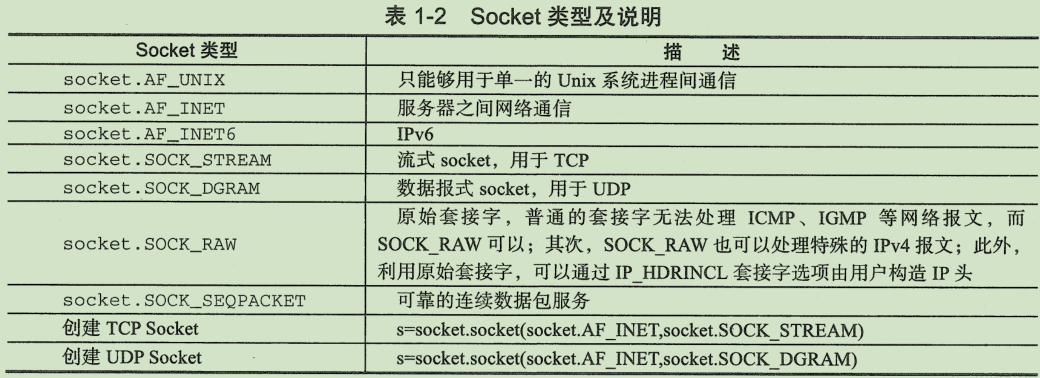 表 1-2 Socket 类型及说明
Socket 类型 描 述
socket.AF_UNIX 只能够用于单一的 Unix 系统进程间通信
socket.AF_INET 服务器之间网络通信
socket.AF_INET6 IPv6
socket.SOCK_STREAM 流式 socket，用于 TCP
socket.SOCK_DGRAM 数据报式 socket，用于 UDP
socket.SOCK_RAW 原始套接字，普通的套接字无法处理 ICMP、IGMP 等网络报文，而
SOCK_RAW 可以；其次，SOCK_RAW 也可以处理特殊的 IPv4 报文；此外，
利用原始套接字，可以通过 IP_HDRINCL 套接字选项由用户构造 IP 头
socket.SOCK_SEQPACKET 可靠的连续数据包服务
创建 TCP Socket s=socket.socket(socket.AF_INET,socket.SOCK_STREAM)
创建 UDP Socket s=socket.socket(socket.AF_INET,socket.SOCK_DGRAM)